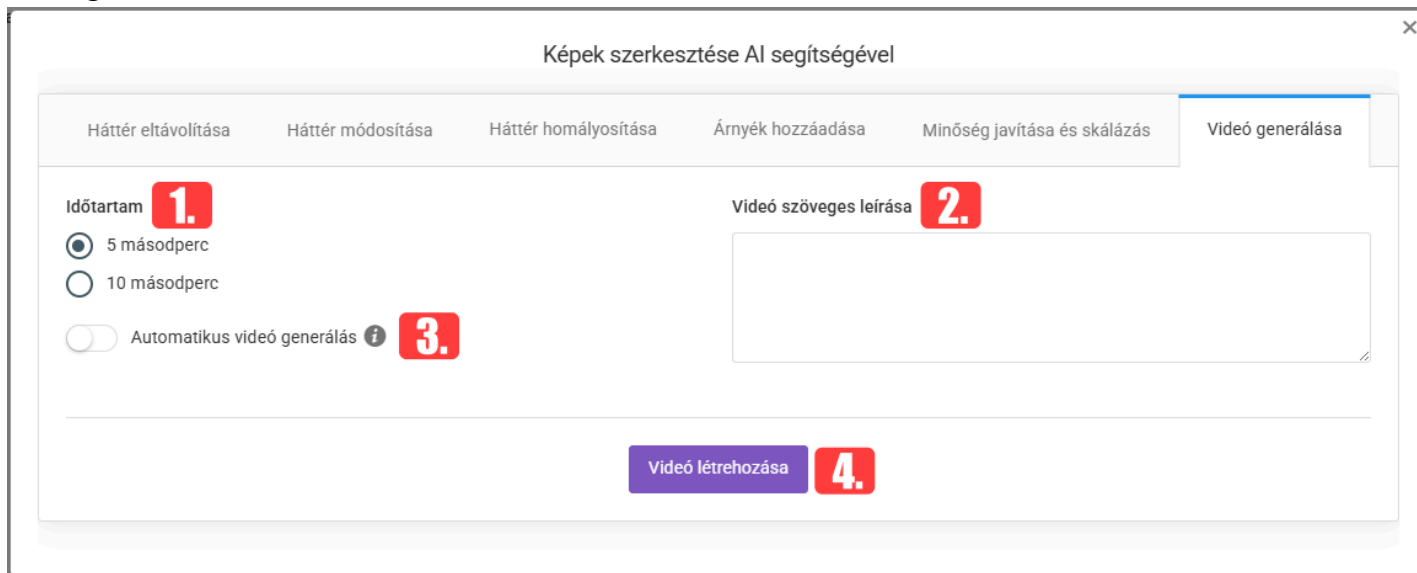 Képek szerkesztése AI segítségével
×
Háttér eltávolítása
Háttér módosítása
Háttér homályosítása
Árnyék hozzáadása
Minőség javítása és skálázás
Videó generálása
Időtartam 1.
5 másodperc
10 másodperc
Automatikus videó generálás i 3.
Videó szöveges leírása 2.
Videó létrehozása 4.